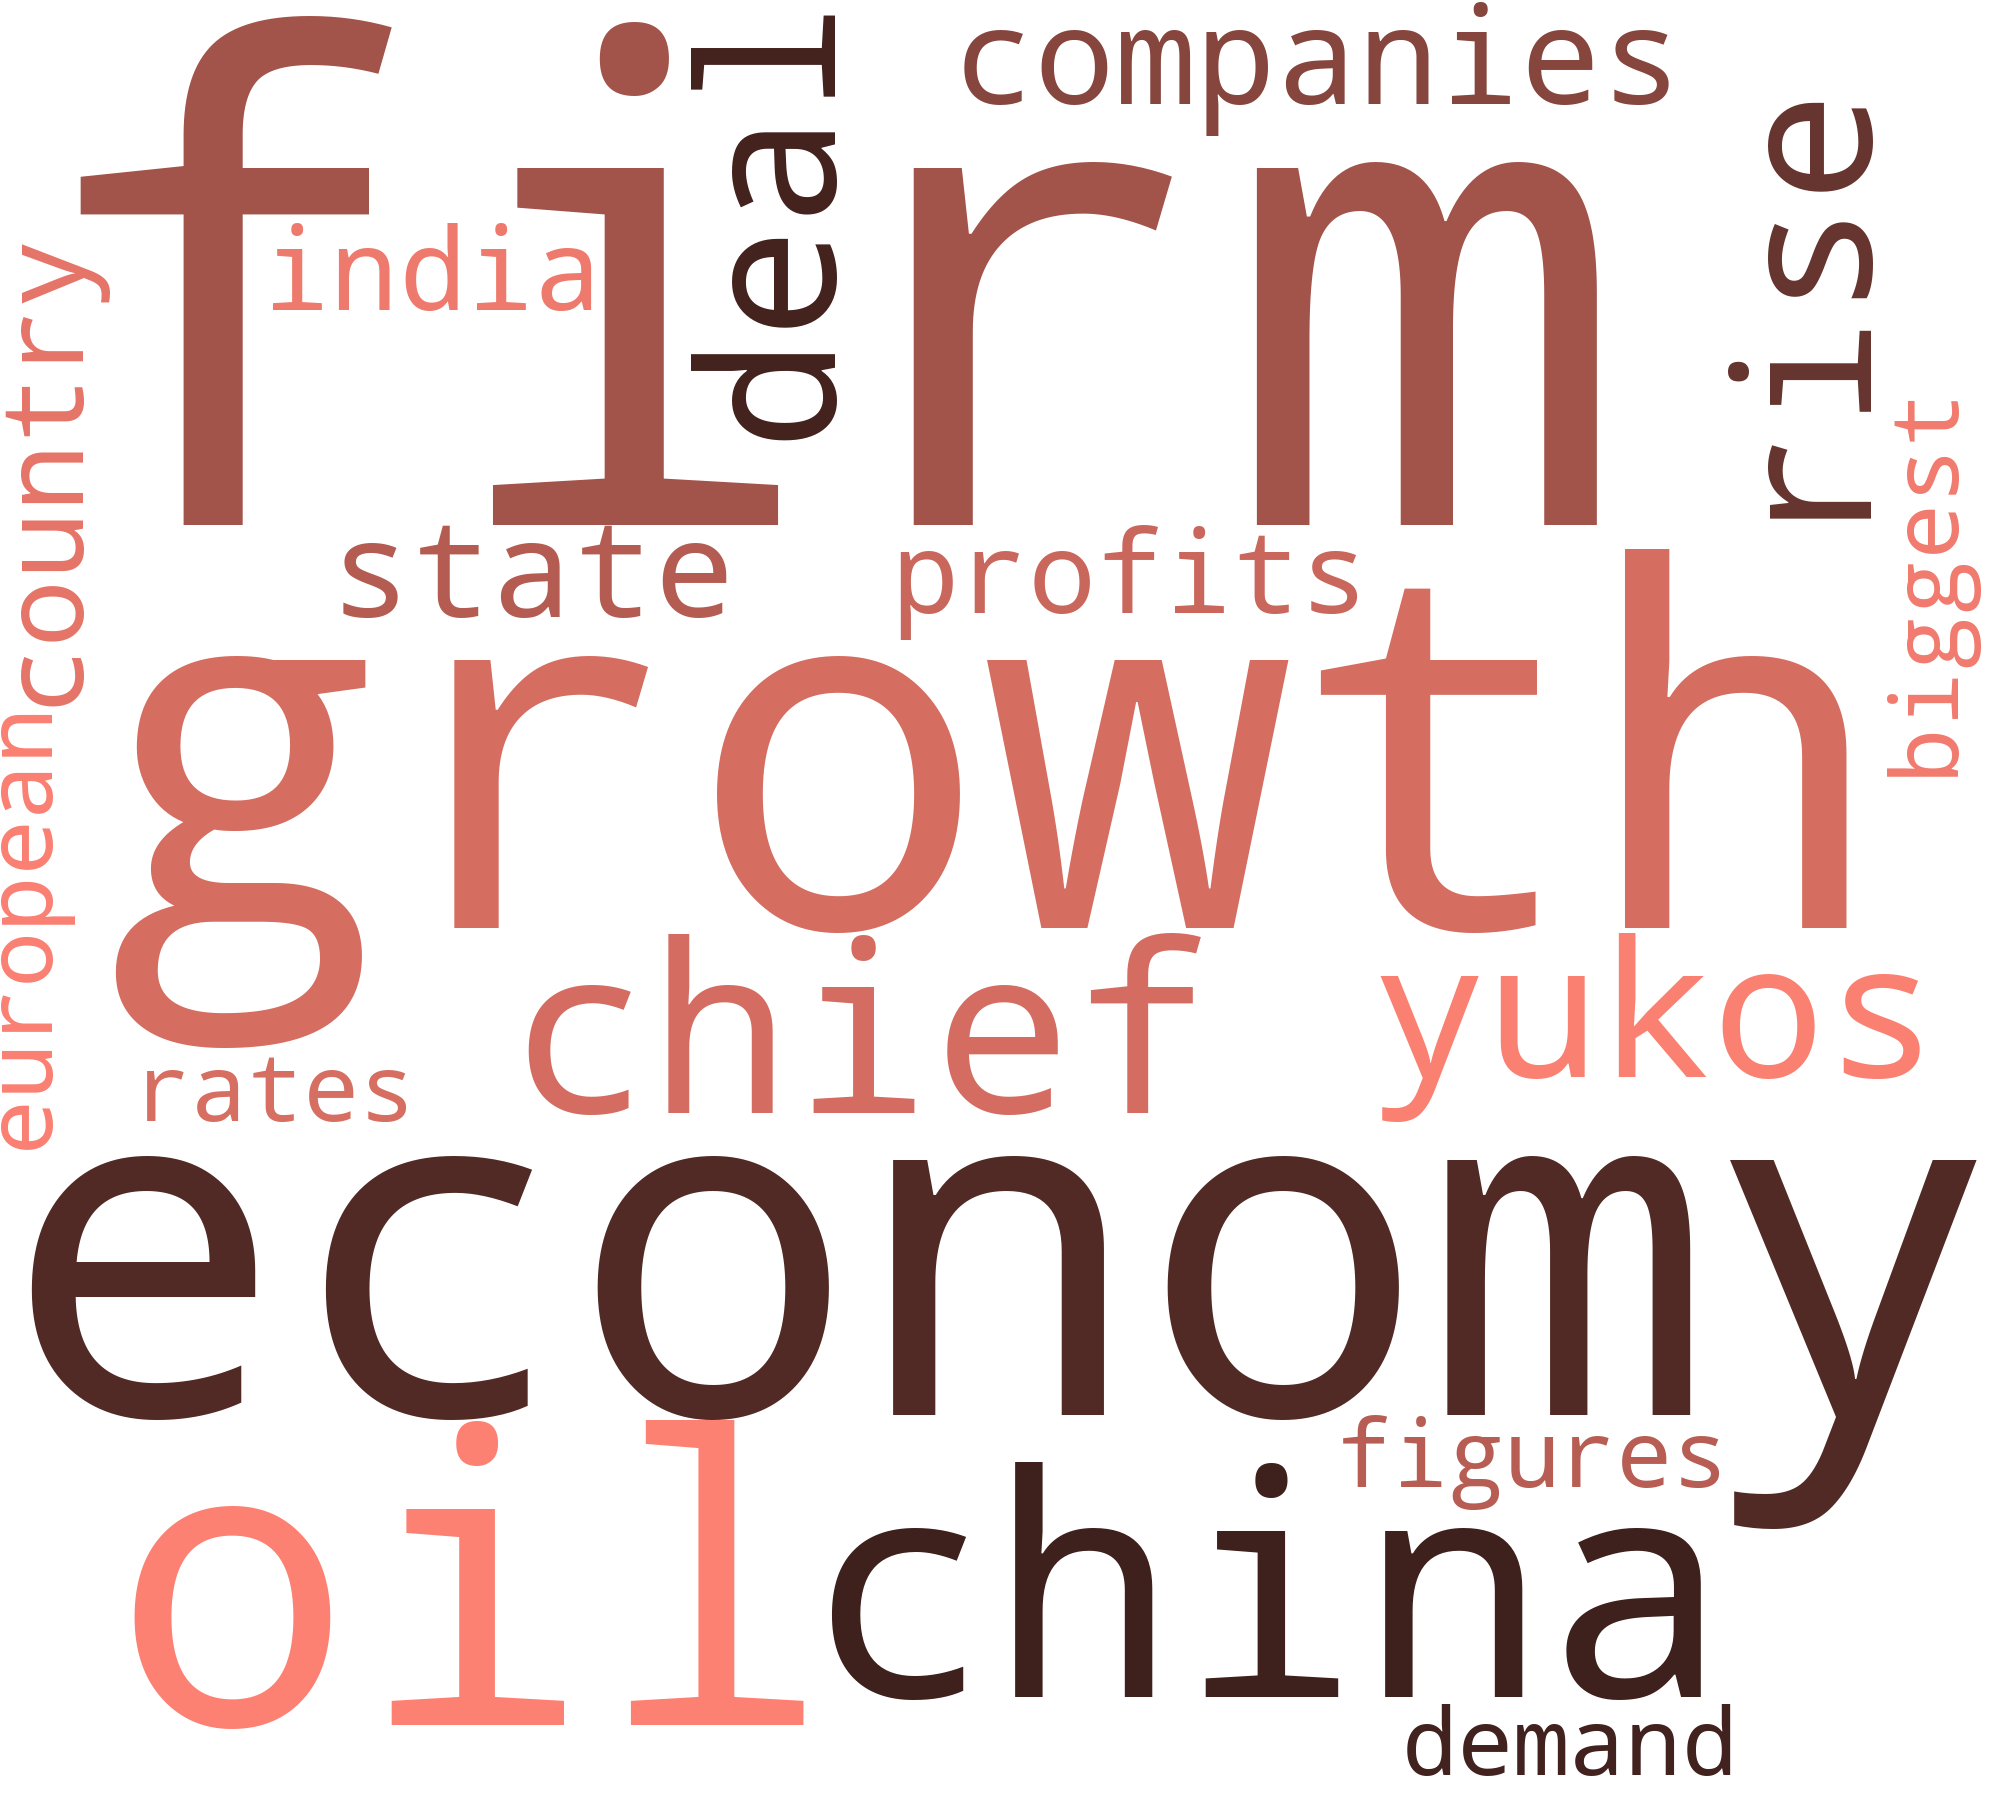 companies
firm
deal
rise
india
country
biggest
state
profits
growth
european
chief
yukos
rates
economy
oil
figures
china
demand